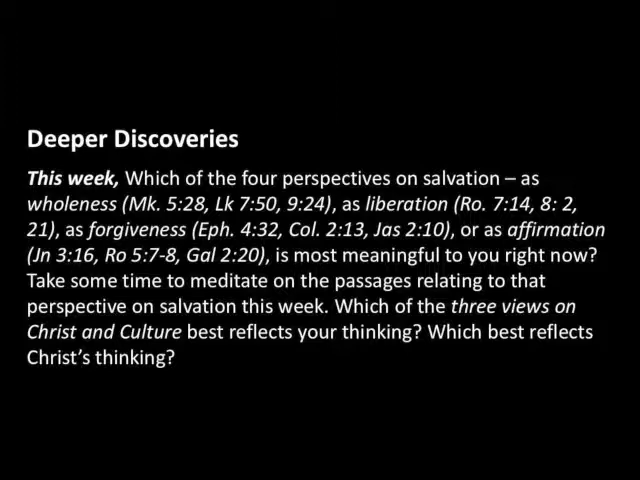 Deeper Discoveries
This week, Which of the four perspectives on salvation – as
wholeness (Mk. 5:28, Lk 7:50, 9:24), as liberation (Ro. 7:14, 8: 2,
21), as forgiveness (Eph. 4:32, Col. 2:13, Jas 2:10), or as affirmation
(Jn 3:16, Ro 5:7-8, Gal 2:20), is most meaningful to you right now?
Take some time to meditate on the passages relating to that
perspective on salvation this week. Which of the three views on
Christ and Culture best reflects your thinking? Which best reflects
Christ’s thinking?